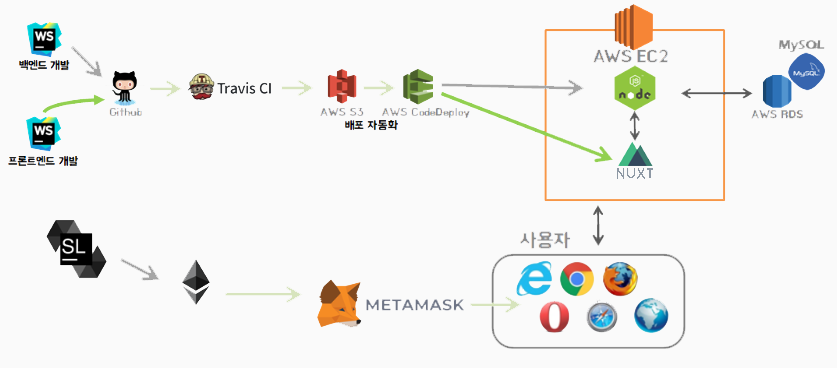 WS
백엔드 개발
Github
WS
프론트엔드 개발
Travis CI
AWS S3
AWS CodeDeploy
배포 자동화
AWS EC2
JS
node
NUXT
MySQL
MySQL
AWS RDS
SL
METAMASK
사용자